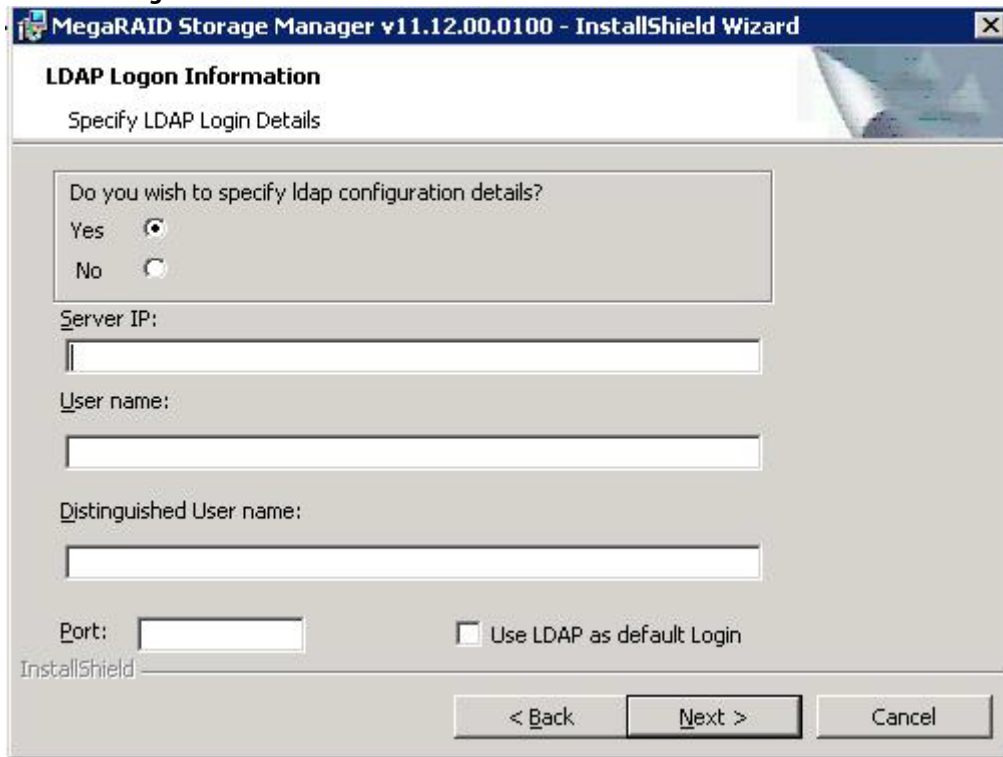 MegaRAID Storage Manager v11.12.00.0100 - InstallShield Wizard
LDAP Logon Information
Specify LDAP Login Details
Do you wish to specify ldap configuration details?
Yes
No
Server IP:
User name:
Distinguished User name:
Port:
Use LDAP as default Login
InstallShield
< Back
Next >
Cancel